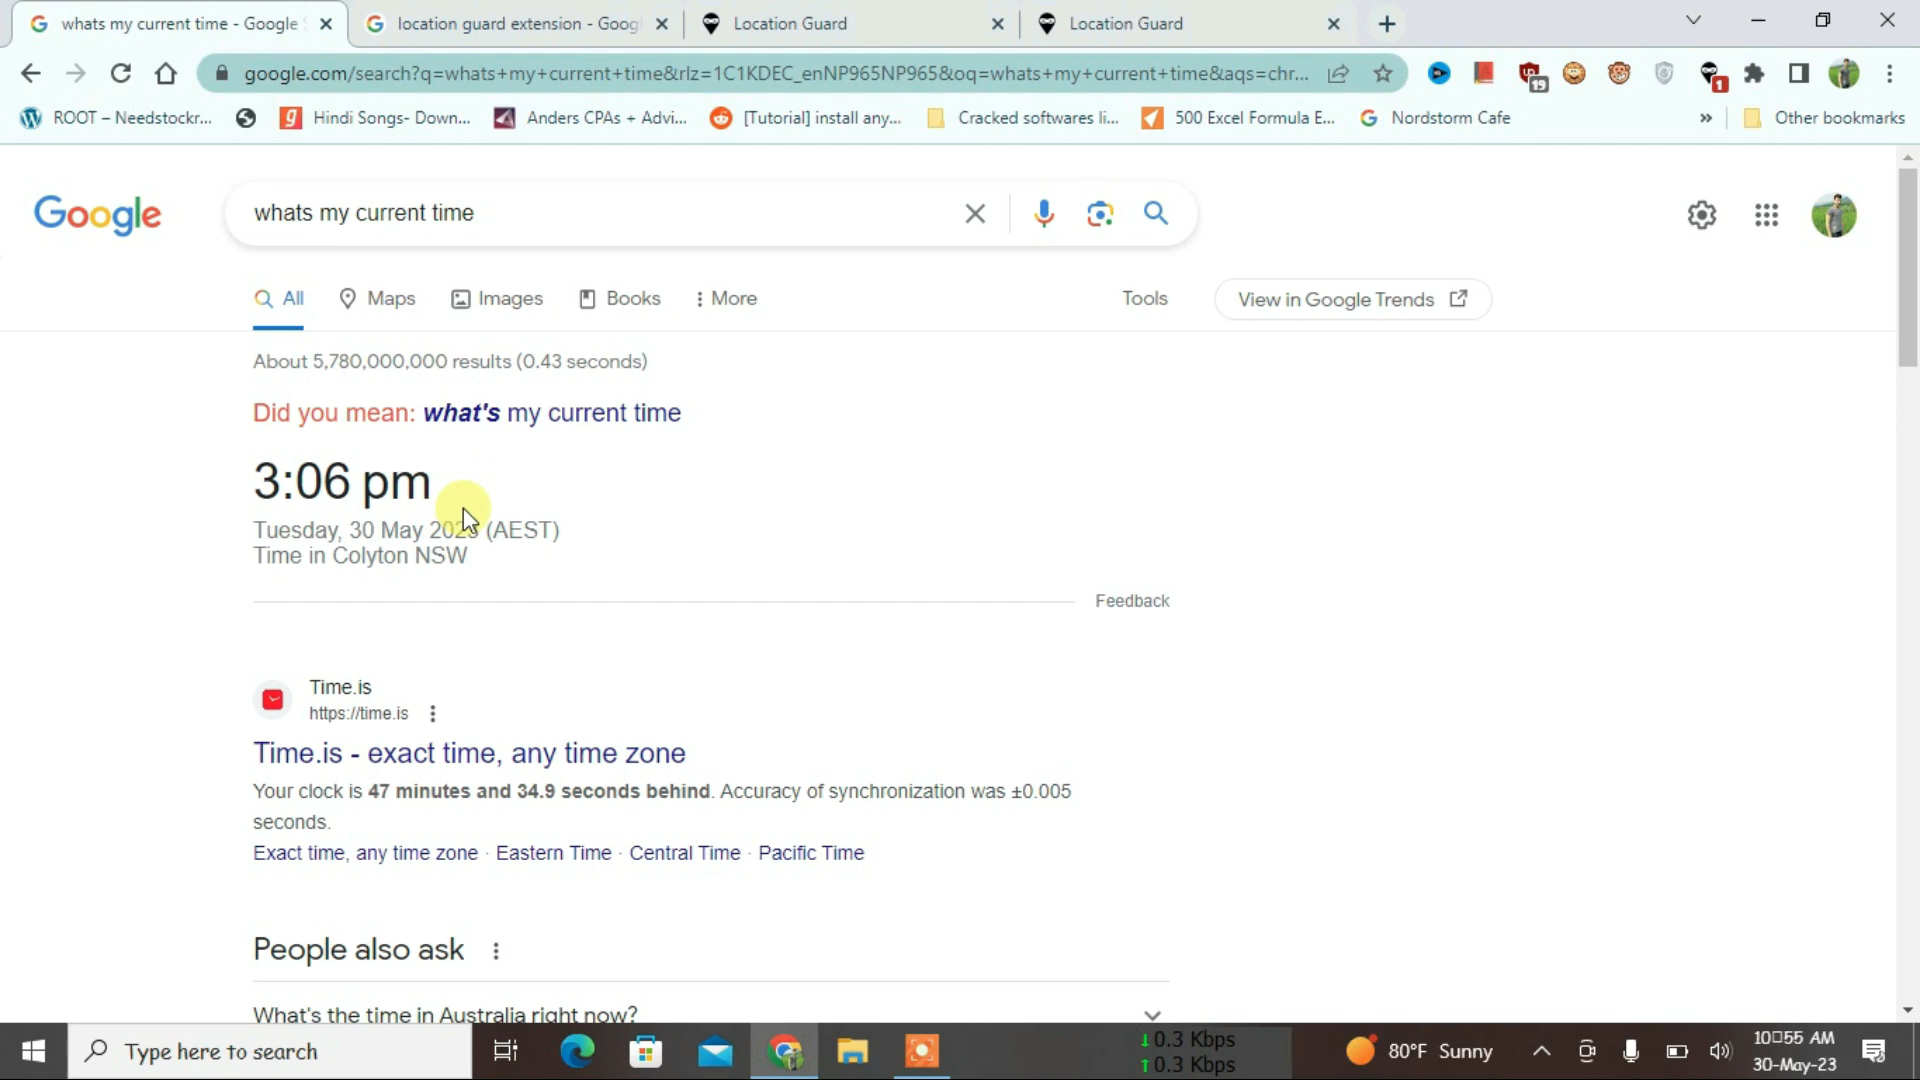 whats my current time - Google S
location guard extension - Goog
Location Guard
Location Guard
google.com/search?q=whats+my+current+time&rlz=1C1KDEC_enNP965NP965&oq=whats+my+current+time&aqs=chr...
19
1
ROOT – Needstockr...
Hindi Songs- Down...
Anders CPAs + Advi...
[Tutorial] install any...
Cracked softwares li...
500 Excel Formula E...
Nordstorm Cafe
»
Other bookmarks
Google
whats my current time
All
Maps
Images
Books
More
Tools
View in Google Trends
About 5,780,000,000 results (0.43 seconds)
Did you mean: what's my current time
3:06 pm
Tuesday, 30 May 2023 (AEST)
Time in Colyton NSW
Feedback
Time.is
https://time.is
Time.is - exact time, any time zone
Your clock is 47 minutes and 34.9 seconds behind. Accuracy of synchronization was ±0.005
seconds.
Exact time, any time zone · Eastern Time · Central Time · Pacific Time
People also ask
What's the time in Australia right now?
Type here to search
↓ 0.3 Kbps
↑ 0.3 Kbps
80°F Sunny
10□55 AM
30-May-23